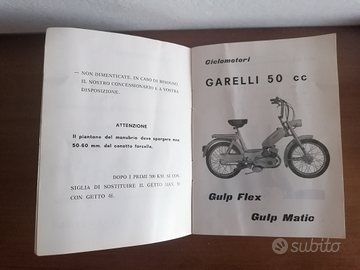 — NON DIMENTICATE, IN CASO DI BISOGNO,
IL NOSTRO CONCESSIONARIO È A VOSTRA
DISPOSIZIONE.
ATTENZIONE
Il piantone del manubrio deve sporgere max
50-60 mm. dal canotto forcella.
DOPO I PRIMI 500 KM. SI CON
SIGLIA DI SOSTITUIRE IL GETTO
CON GETTO
Ciclomotori
GARELLI 50 cc
Gulp Flex
Gulp Matic
subito